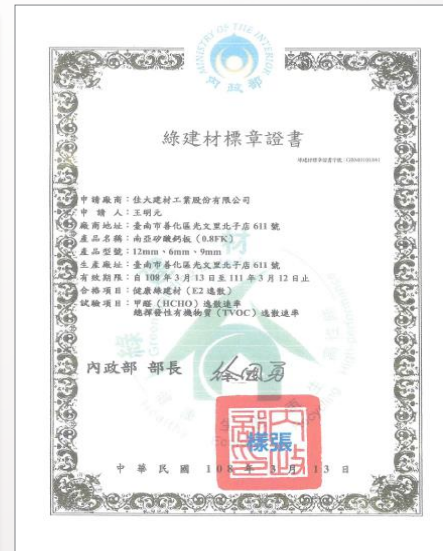 MINISTRY OF THE INTERIOR
內政部
綠建材標章證書
申請廠商：佳大建材工業股份有限公司
申請人：王明元
廠商地址：臺南市善化區光文里北子店 611 號
產品名稱：南亞矽酸鈣板（0.8FK）
產品型號：12mm、6mm、9mm
生產廠址：臺南市善化區光文里北子店 611 號
有效期限：自 108 年 3 月 13 日至 111 年 3 月 12 日止
合格項目：健康綠建材（E2 逸散）
試驗項目：甲醛（HCHO）逸散速率
總揮發性有機物質（TVOC）逸散速率
內政部 部長 徐國勇
樣張
中華民國 108 年 3 月 13 日